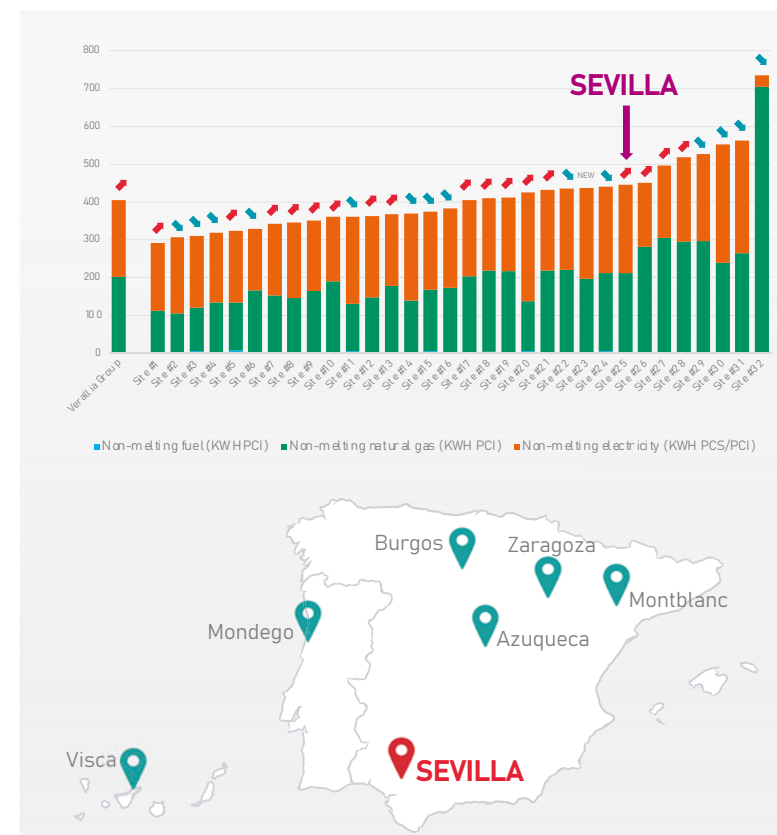 800
700
SEVILLA
600
500
NEW
400
300
200
100
0
Verallia Group
Site #1
Site #2
Site #3
Site #4
Site #5
Site #6
Site #7
Site #8
Site #9
Site #10
Site #11
Site #12
Site #13
Site #14
Site #15
Site #16
Site #17
Site #18
Site #19
Site #20
Site #21
Site #22
Site #23
Site #24
Site #25
Site #26
Site #27
Site #28
Site #29
Site #30
Site #31
Site #32
Non-melting fuel (KWH PCI) Non-melting natural gas (KWH PCI) Non-melting electricity (KWH PCS/PCI)
Burgos
Zaragoza
Montblanc
Mondego
Azuqueca
Visca
SEVILLA